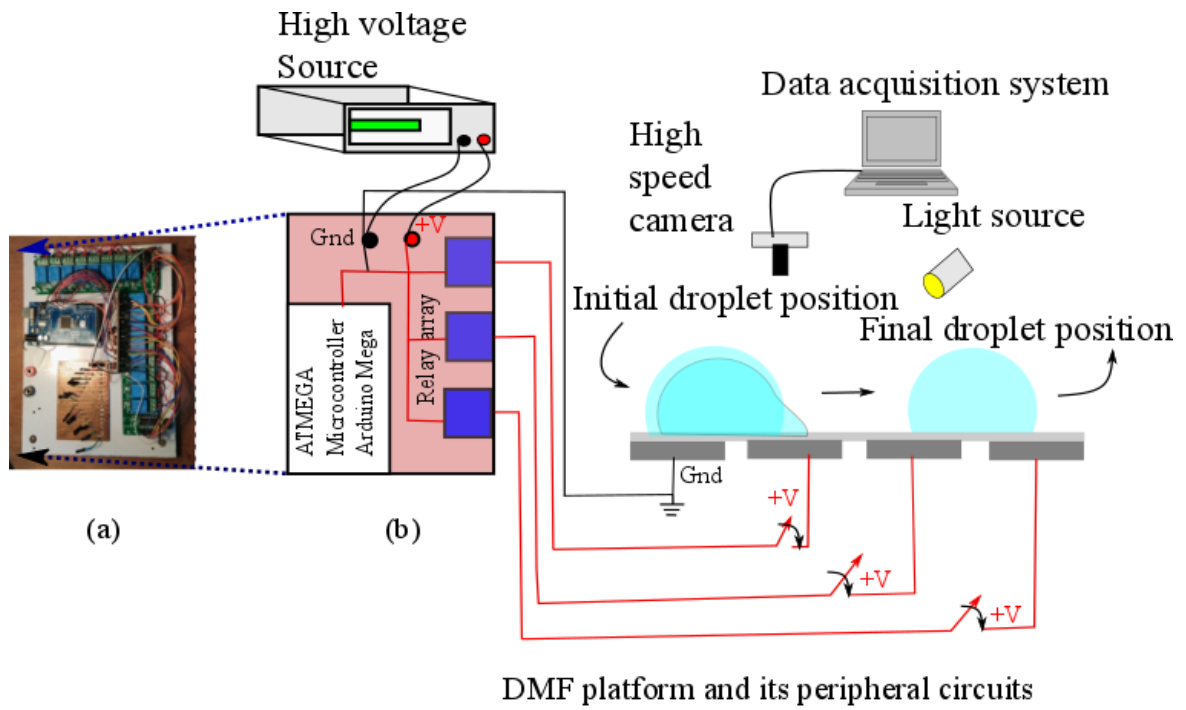 High voltage
Source
Data acquisition system
High
speed
camera
Light source
Gnd
+V
Initial droplet position
Final droplet position
ATMEGA
Microcontroller
Arduino Mega
Relay array
Gnd
+V
+V
+V
(a)
(b)
DMF platform and its peripheral circuits